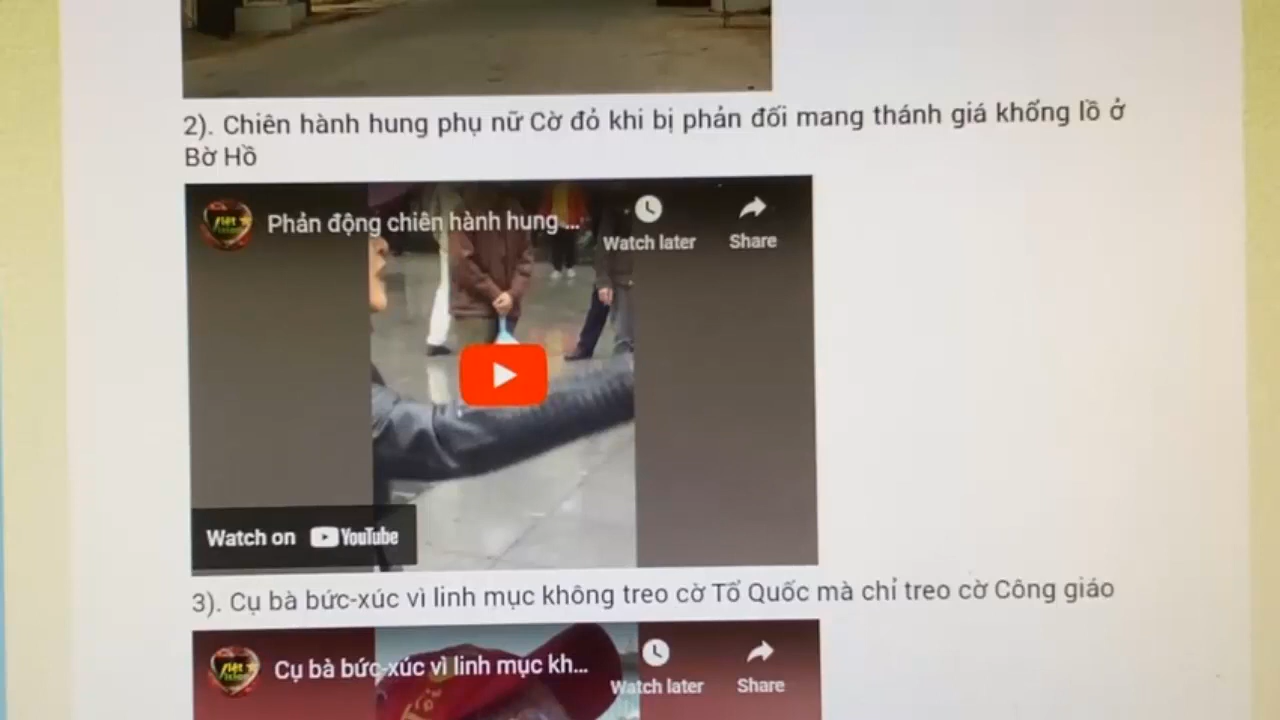 2). Chiên hành hung phụ nữ Cờ đỏ khi bị phản đối mang thánh giá khống lồ ở
Bờ Hồ
Phản động chiên hành hung ...
Watch later
Share
Watch on YouTube
3). Cụ bà bức-xúc vì linh mục không treo cờ Tổ Quốc mà chỉ treo cờ Công giáo
Việt
Cụ bà bức-xúc vì linh mục kh...
Watch later
Share